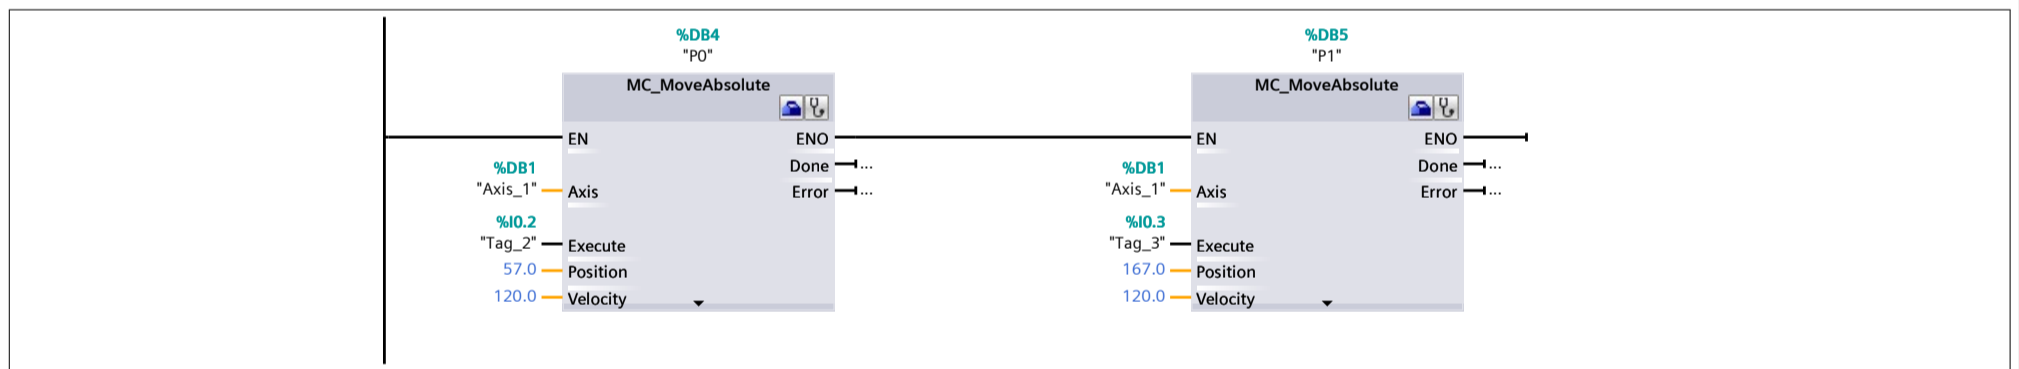 %DB4
"P0"
MC_MoveAbsolute
EN
ENO
Done
...
%DB1
"Axis_1"
Axis
Error
...
%I0.2
"Tag_2"
Execute
57.0
Position
120.0
Velocity
%DB5
"P1"
MC_MoveAbsolute
EN
ENO
Done
...
%DB1
"Axis_1"
Axis
Error
...
%I0.3
"Tag_3"
Execute
167.0
Position
120.0
Velocity